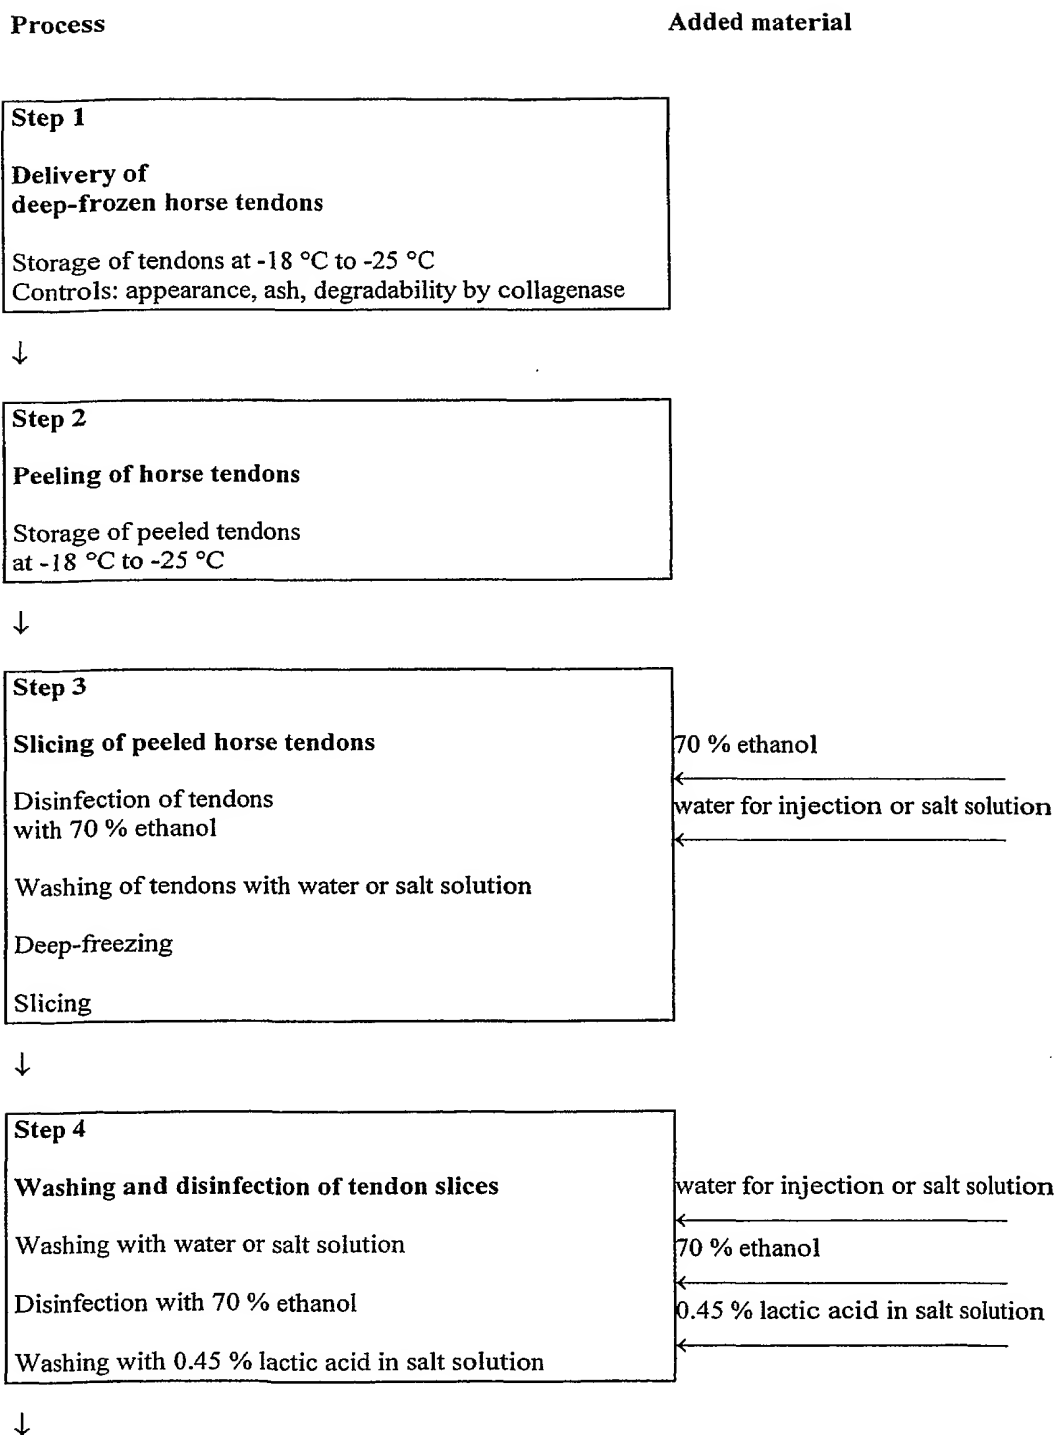 Process Added material
Step 1
Delivery of
deep-frozen horse tendons
Storage of tendons at -18 °C to -25 °C
Controls: appearance, ash, degradability by collagenase
↓
Step 2
Peeling of horse tendons
Storage of peeled tendons
at -18 °C to -25 °C
↓
Step 3
Slicing of peeled horse tendons
70 % ethanol
Disinfection of tendons
with 70 % ethanol
water for injection or salt solution
Washing of tendons with water or salt solution
Deep-freezing
Slicing
↓
Step 4
Washing and disinfection of tendon slices
water for injection or salt solution
Washing with water or salt solution
70 % ethanol
Disinfection with 70 % ethanol
0.45 % lactic acid in salt solution
Washing with 0.45 % lactic acid in salt solution
↓